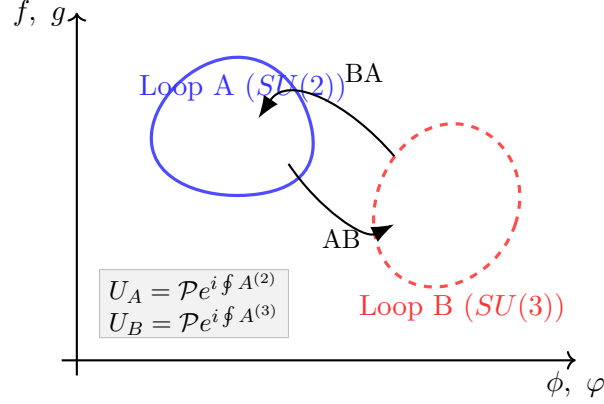 f, g
BA
Loop A (SU(2))
AB
U_A = 𝒫e^{i∮A^{(2)}}
U_B = 𝒫e^{i∮A^{(3)}}
Loop B (SU(3))
ϕ, φ